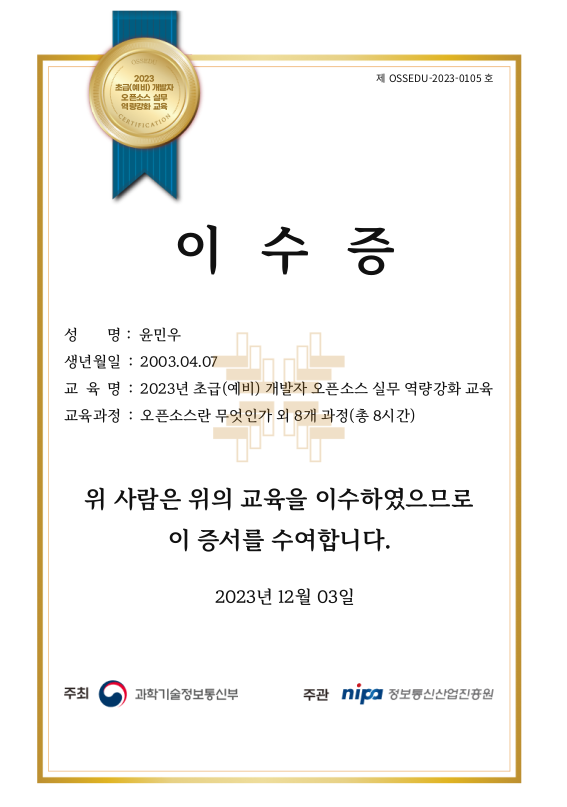 제 OSSEDU-2023-0105 호
OSSEDU
2023
초급(예비) 개발자
오픈소스 실무
역량강화 교육
CERTIFICATION
이 수 증
성 명 : 윤민우
생년월일 : 2003.04.07
교 육 명 : 2023년 초급(예비) 개발자 오픈소스 실무 역량강화 교육
교육과정 : 오픈소스란 무엇인가 외 8개 과정(총 8시간)
위 사람은 위의 교육을 이수하였으므로
이 증서를 수여합니다.
2023년 12월 03일
주최 과학기술정보통신부 주관 nipa 정보통신산업진흥원